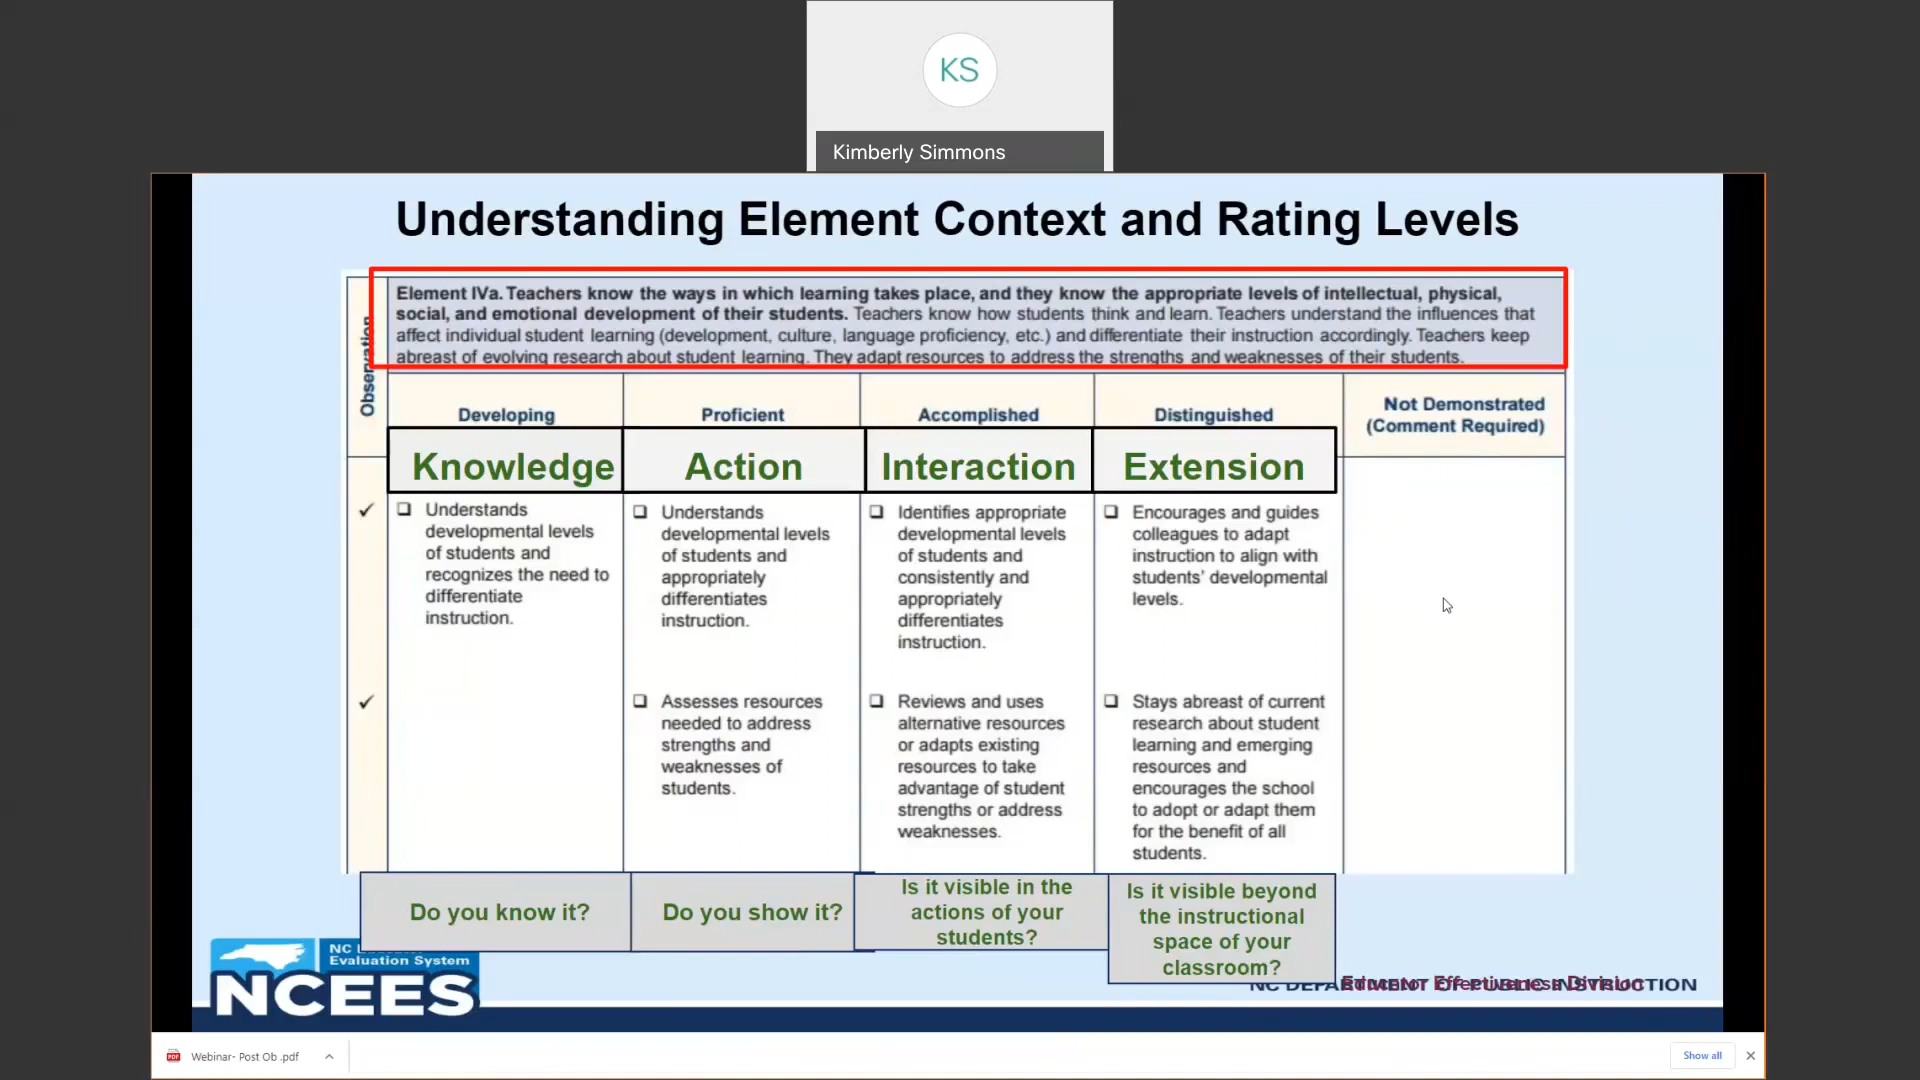 KS
Kimberly Simmons
Understanding Element Context and Rating Levels
Observation
Element IVa. Teachers know the ways in which learning takes place, and they know the appropriate levels of intellectual, physical,
social, and emotional development of their students. Teachers know how students think and learn. Teachers understand the influences that
affect individual student learning (development, culture, language proficiency, etc.) and differentiate their instruction accordingly. Teachers keep
abreast of evolving research about student learning. They adapt resources to address the strengths and weaknesses of their students.
Developing
Proficient
Accomplished
Distinguished
Not Demonstrated
(Comment Required)
Knowledge
Action
Interaction
Extension
✓
❑ Understands
developmental levels
of students and
recognizes the need to
differentiate
instruction.
❑ Understands
developmental levels
of students and
appropriately
differentiates
instruction.
❑ Identifies appropriate
developmental levels
of students and
consistently and
appropriately
differentiates
instruction.
❑ Encourages and guides
colleagues to adapt
instruction to align with
students' developmental
levels.
✓
❑ Assesses resources
needed to address
strengths and
weaknesses of
students.
❑ Reviews and uses
alternative resources
or adapts existing
resources to take
advantage of student
strengths or address
weaknesses.
❑ Stays abreast of current
research about student
learning and emerging
resources and
encourages the school
to adopt or adapt them
for the benefit of all
students.
Do you know it?
Do you show it?
Is it visible in the
actions of your
students?
Is it visible beyond
the instructional
space of your
classroom?
NC
Evaluation System
NCEES
NC DEPARTMENT OF PUBLIC INSTRUCTION
Educator Effectiveness Division
Webinar- Post Ob .pdf
Show all